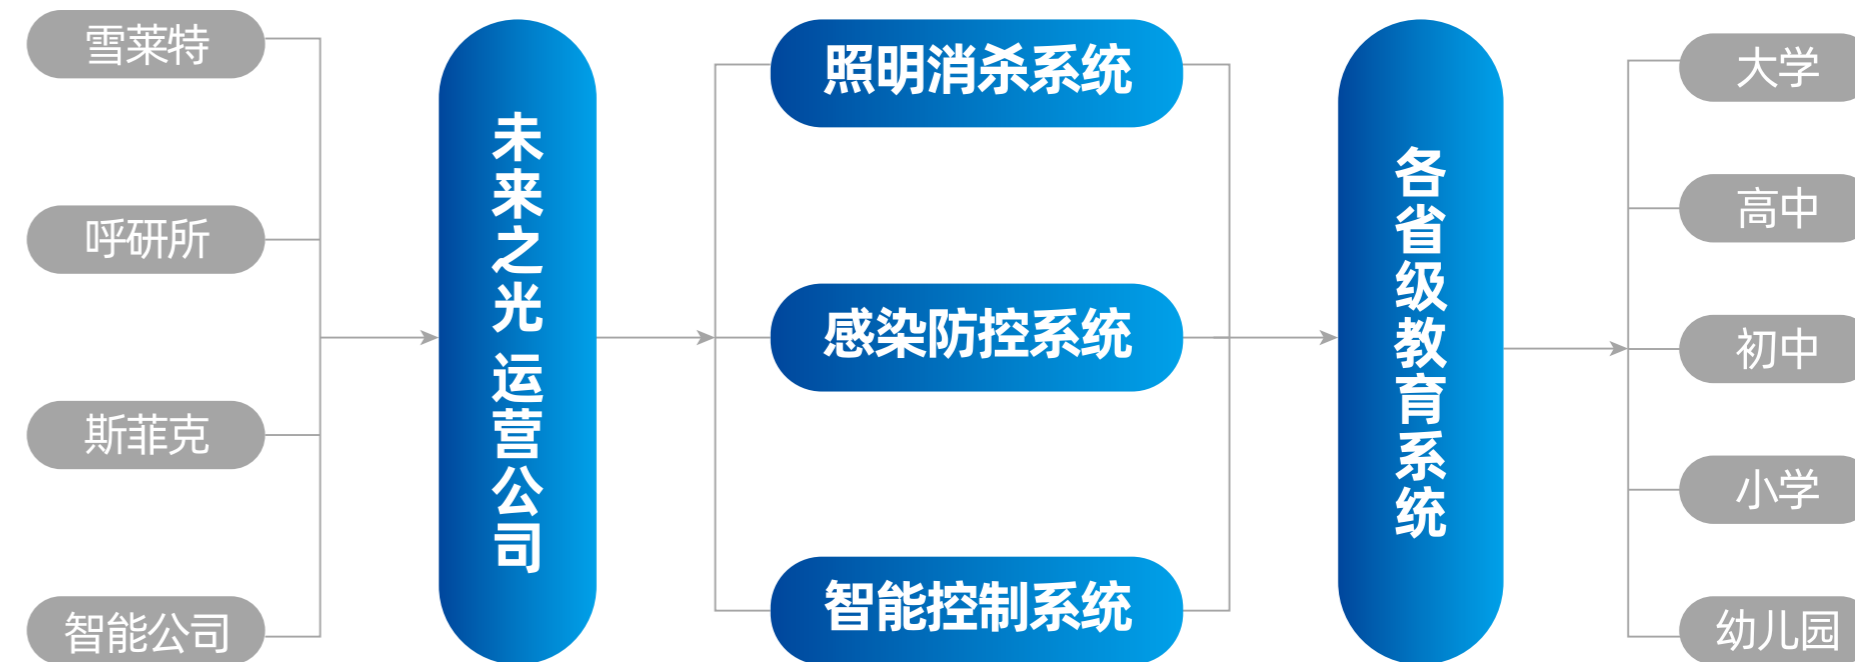 雪莱特
呼研所
斯菲克
智能公司
未来之光 运营公司
照明消杀系统
感染防控系统
智能控制系统
各省级教育系统
大学
高中
初中
小学
幼儿园